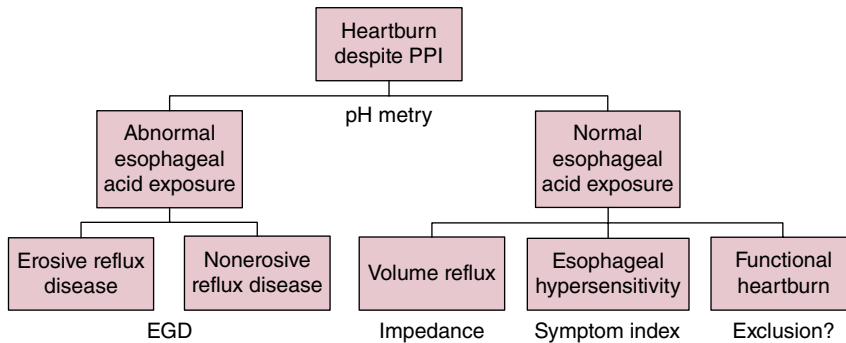 Heartburn
despite PPI
pH metry
Abnormal
esophageal
acid exposure
Normal
esophageal
acid exposure
Erosive reflux
disease
Nonerosive
reflux disease
Volume reflux
Esophageal
hypersensitivity
Functional
heartburn
EGD
Impedance
Symptom index
Exclusion?